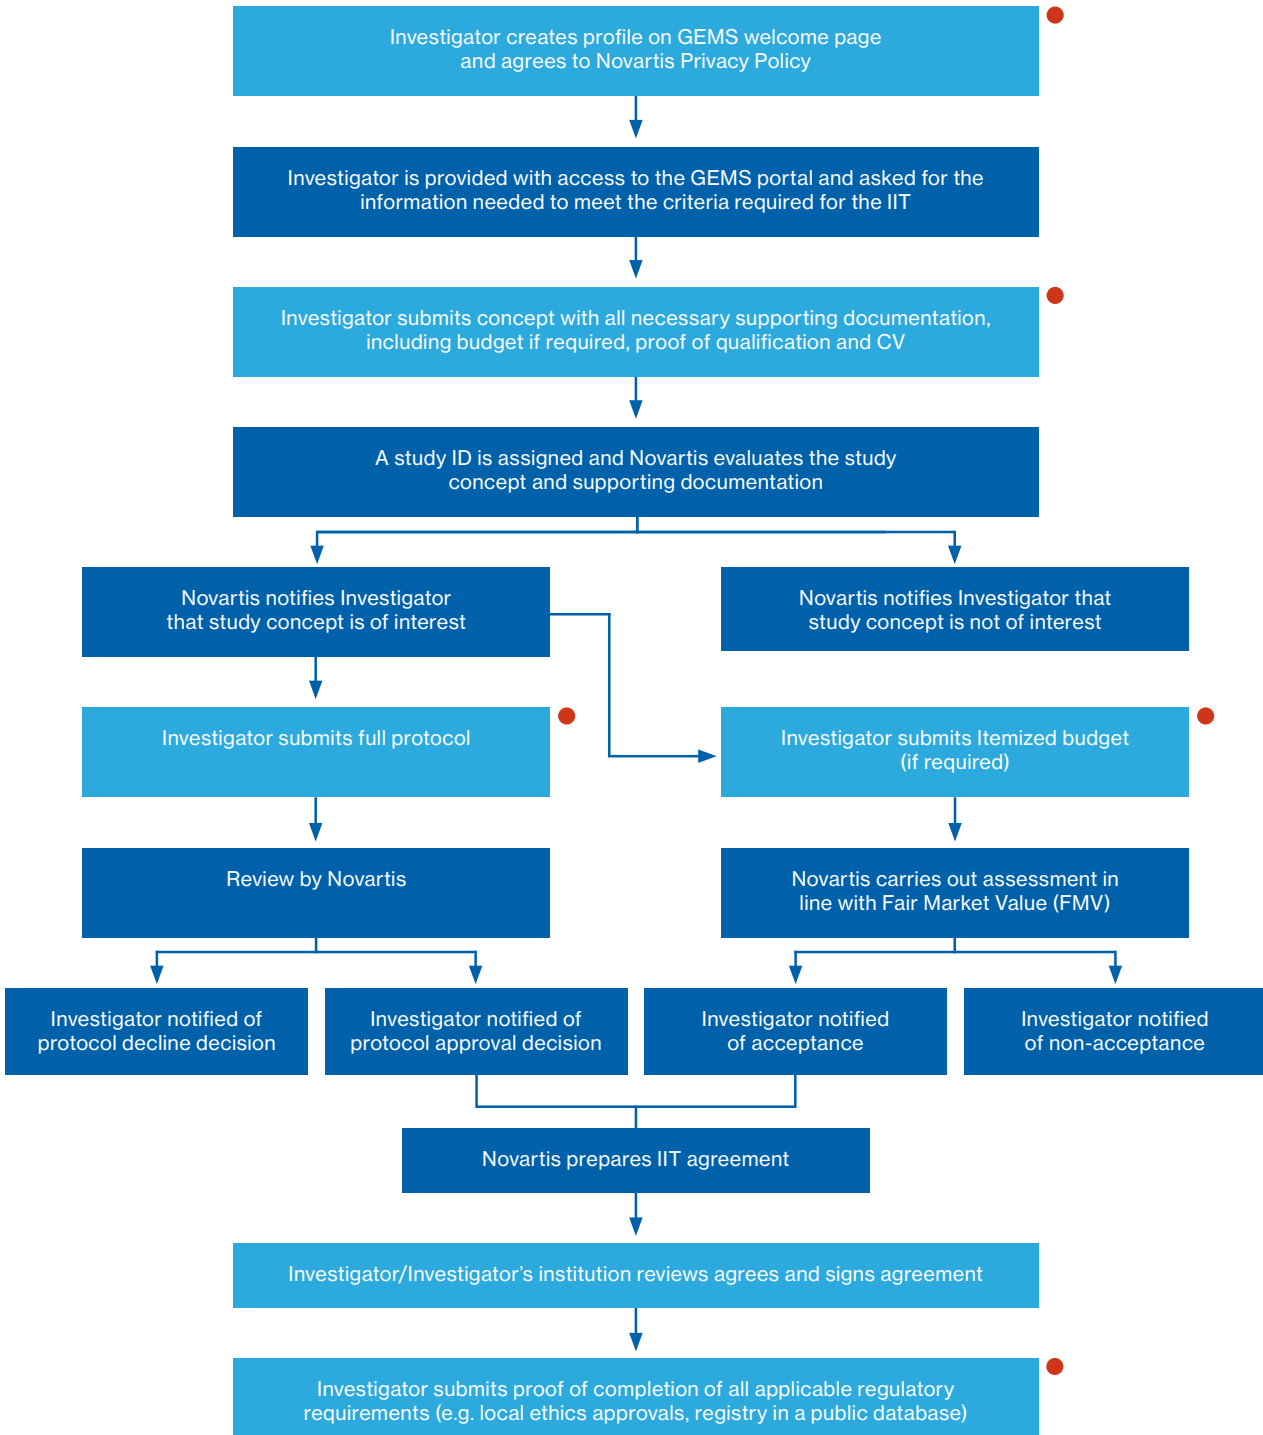 Investigator creates profile on GEMS welcome page
and agrees to Novartis Privacy Policy
Investigator is provided with access to the GEMS portal and asked for the
information needed to meet the criteria required for the IIT
Investigator submits concept with all necessary supporting documentation,
including budget if required, proof of qualification and CV
A study ID is assigned and Novartis evaluates the study
concept and supporting documentation
Novartis notifies Investigator
that study concept is of interest
Novartis notifies Investigator that
study concept is not of interest
Investigator submits full protocol
Investigator submits Itemized budget
(if required)
Review by Novartis
Novartis carries out assessment in
line with Fair Market Value (FMV)
Investigator notified of
protocol decline decision
Investigator notified of
protocol approval decision
Investigator notified
of acceptance
Investigator notified
of non-acceptance
Novartis prepares IIT agreement
Investigator/Investigator’s institution reviews agrees and signs agreement
Investigator submits proof of completion of all applicable regulatory
requirements (e.g. local ethics approvals, registry in a public database)